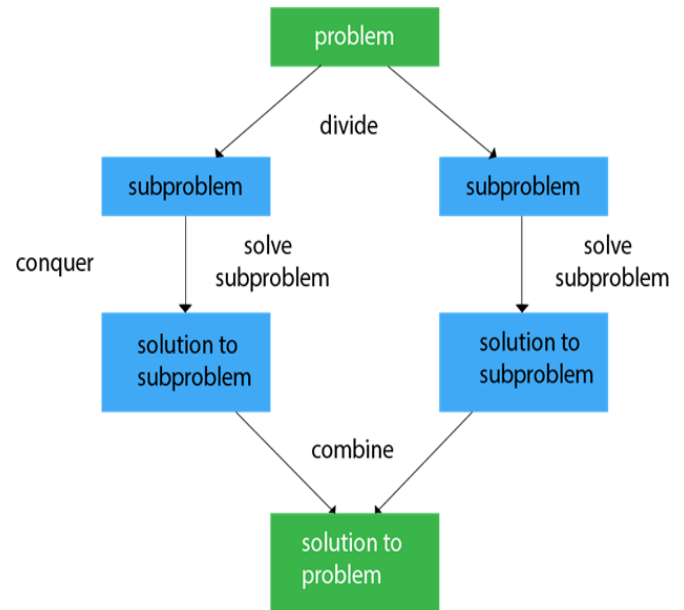 problem
divide
subproblem
subproblem
conquer
solve
subproblem
solve
subproblem
solution to
subproblem
solution to
subproblem
combine
solution to
problem